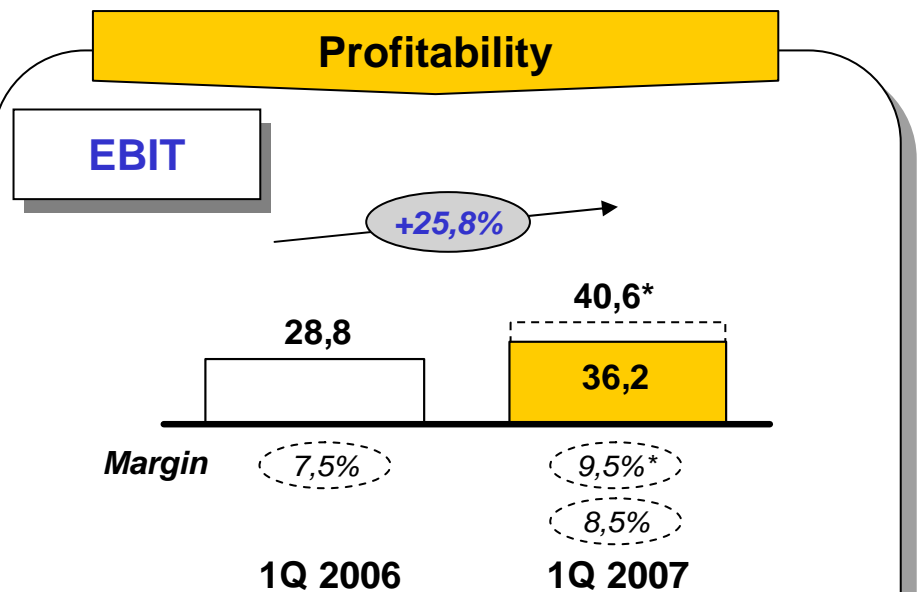 Profitability
EBIT
+25,8%
40,6*
28,8
36,2
Margin 7,5% 9,5%*
8,5%
1Q 2006 1Q 2007